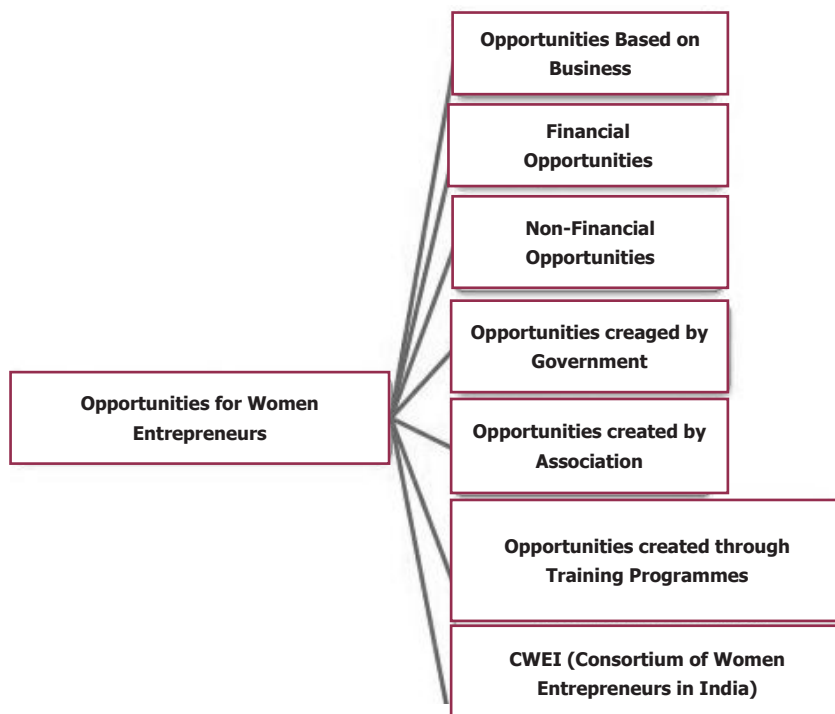 Opportunities Based on
Business
Financial
Opportunities
Non-Financial
Opportunities
Opportunities creaged by
Government
Opportunities for Women
Entrepreneurs
Opportunities created by
Association
Opportunities created through
Training Programmes
CWEI (Consortium of Women
Entrepreneurs in India)